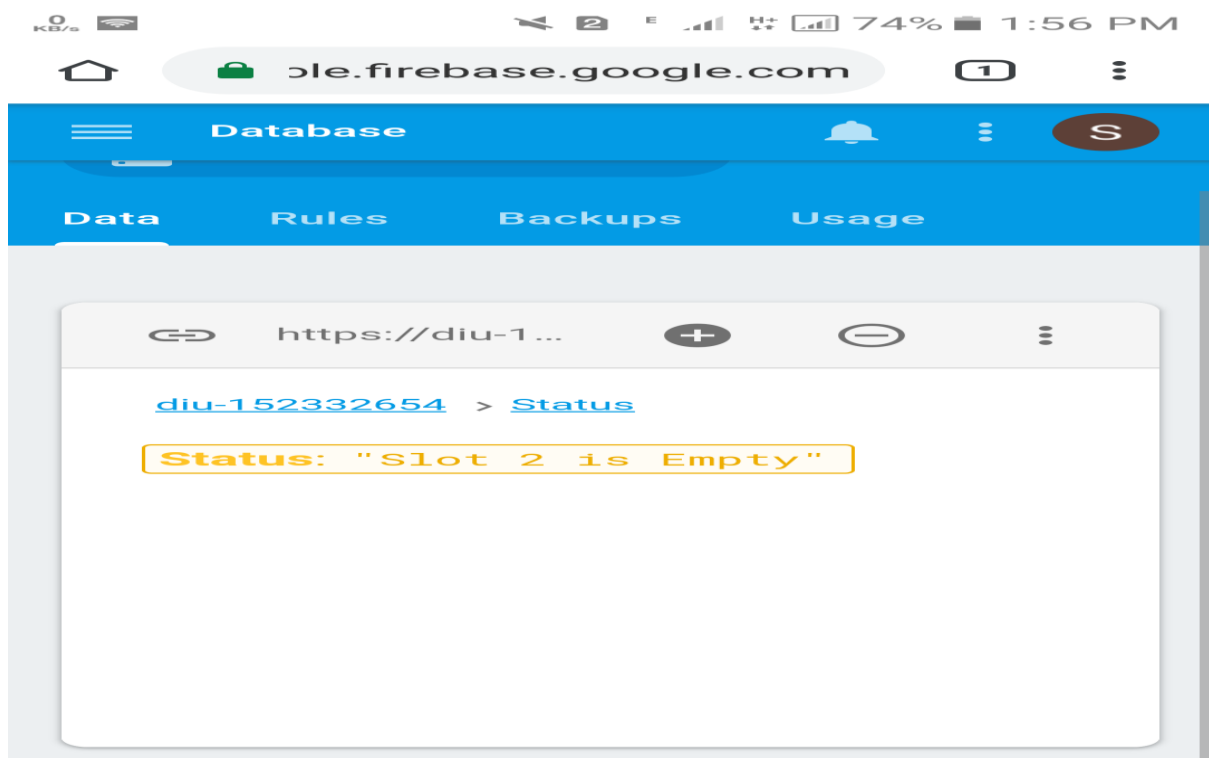 0 KB/s 2 E H+ 74% 1:56 PM
ole.firebase.google.com 1
Database S
Data Rules Backups Usage
https://diu-1...
diu-152332654 > Status
Status: "Slot 2 is Empty"